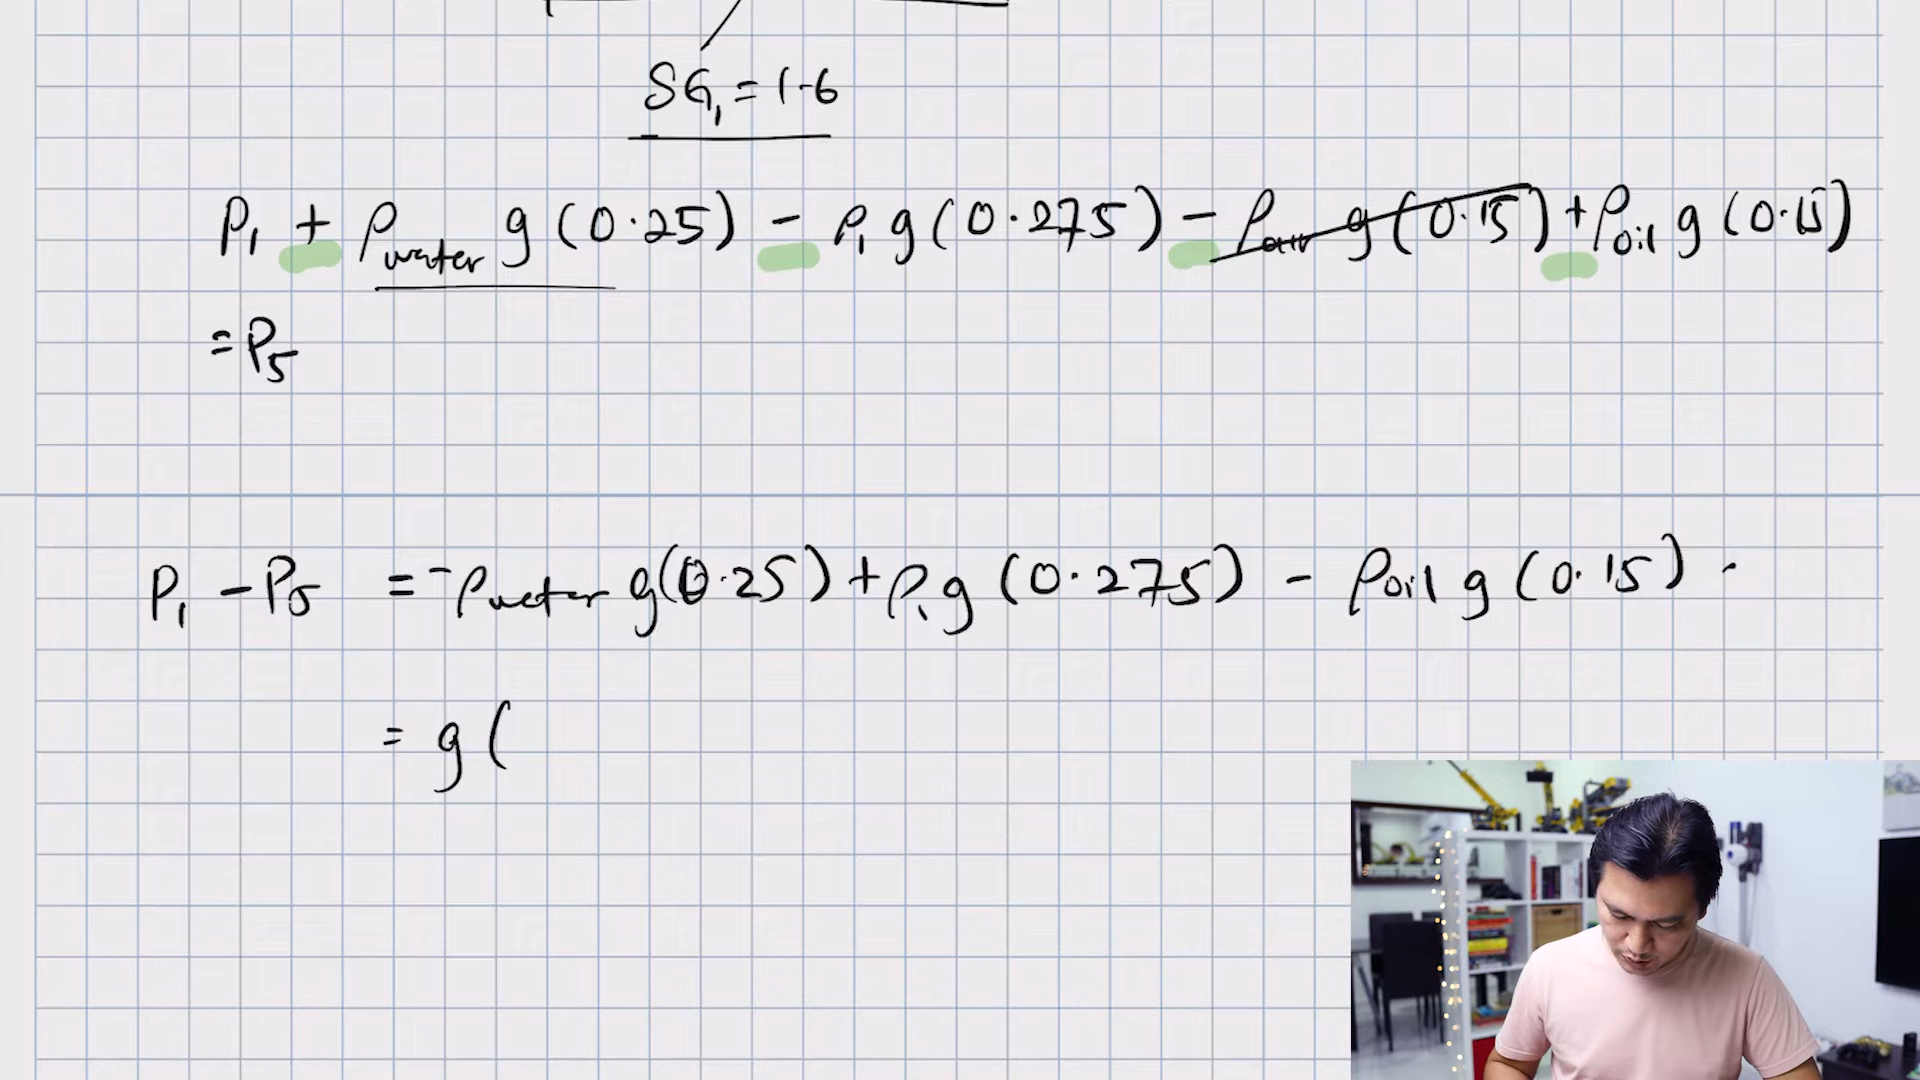 SG₁ = 1.6
P₁ + ρwater g (0.25) - ρ₁ g (0.275) - ρair g (0.15) + ρoil g (0.15)
= P₅
P₁ - P₅ = -ρwater g(0.25) + ρ₁ g (0.275) - ρoil g (0.15) .
= g (